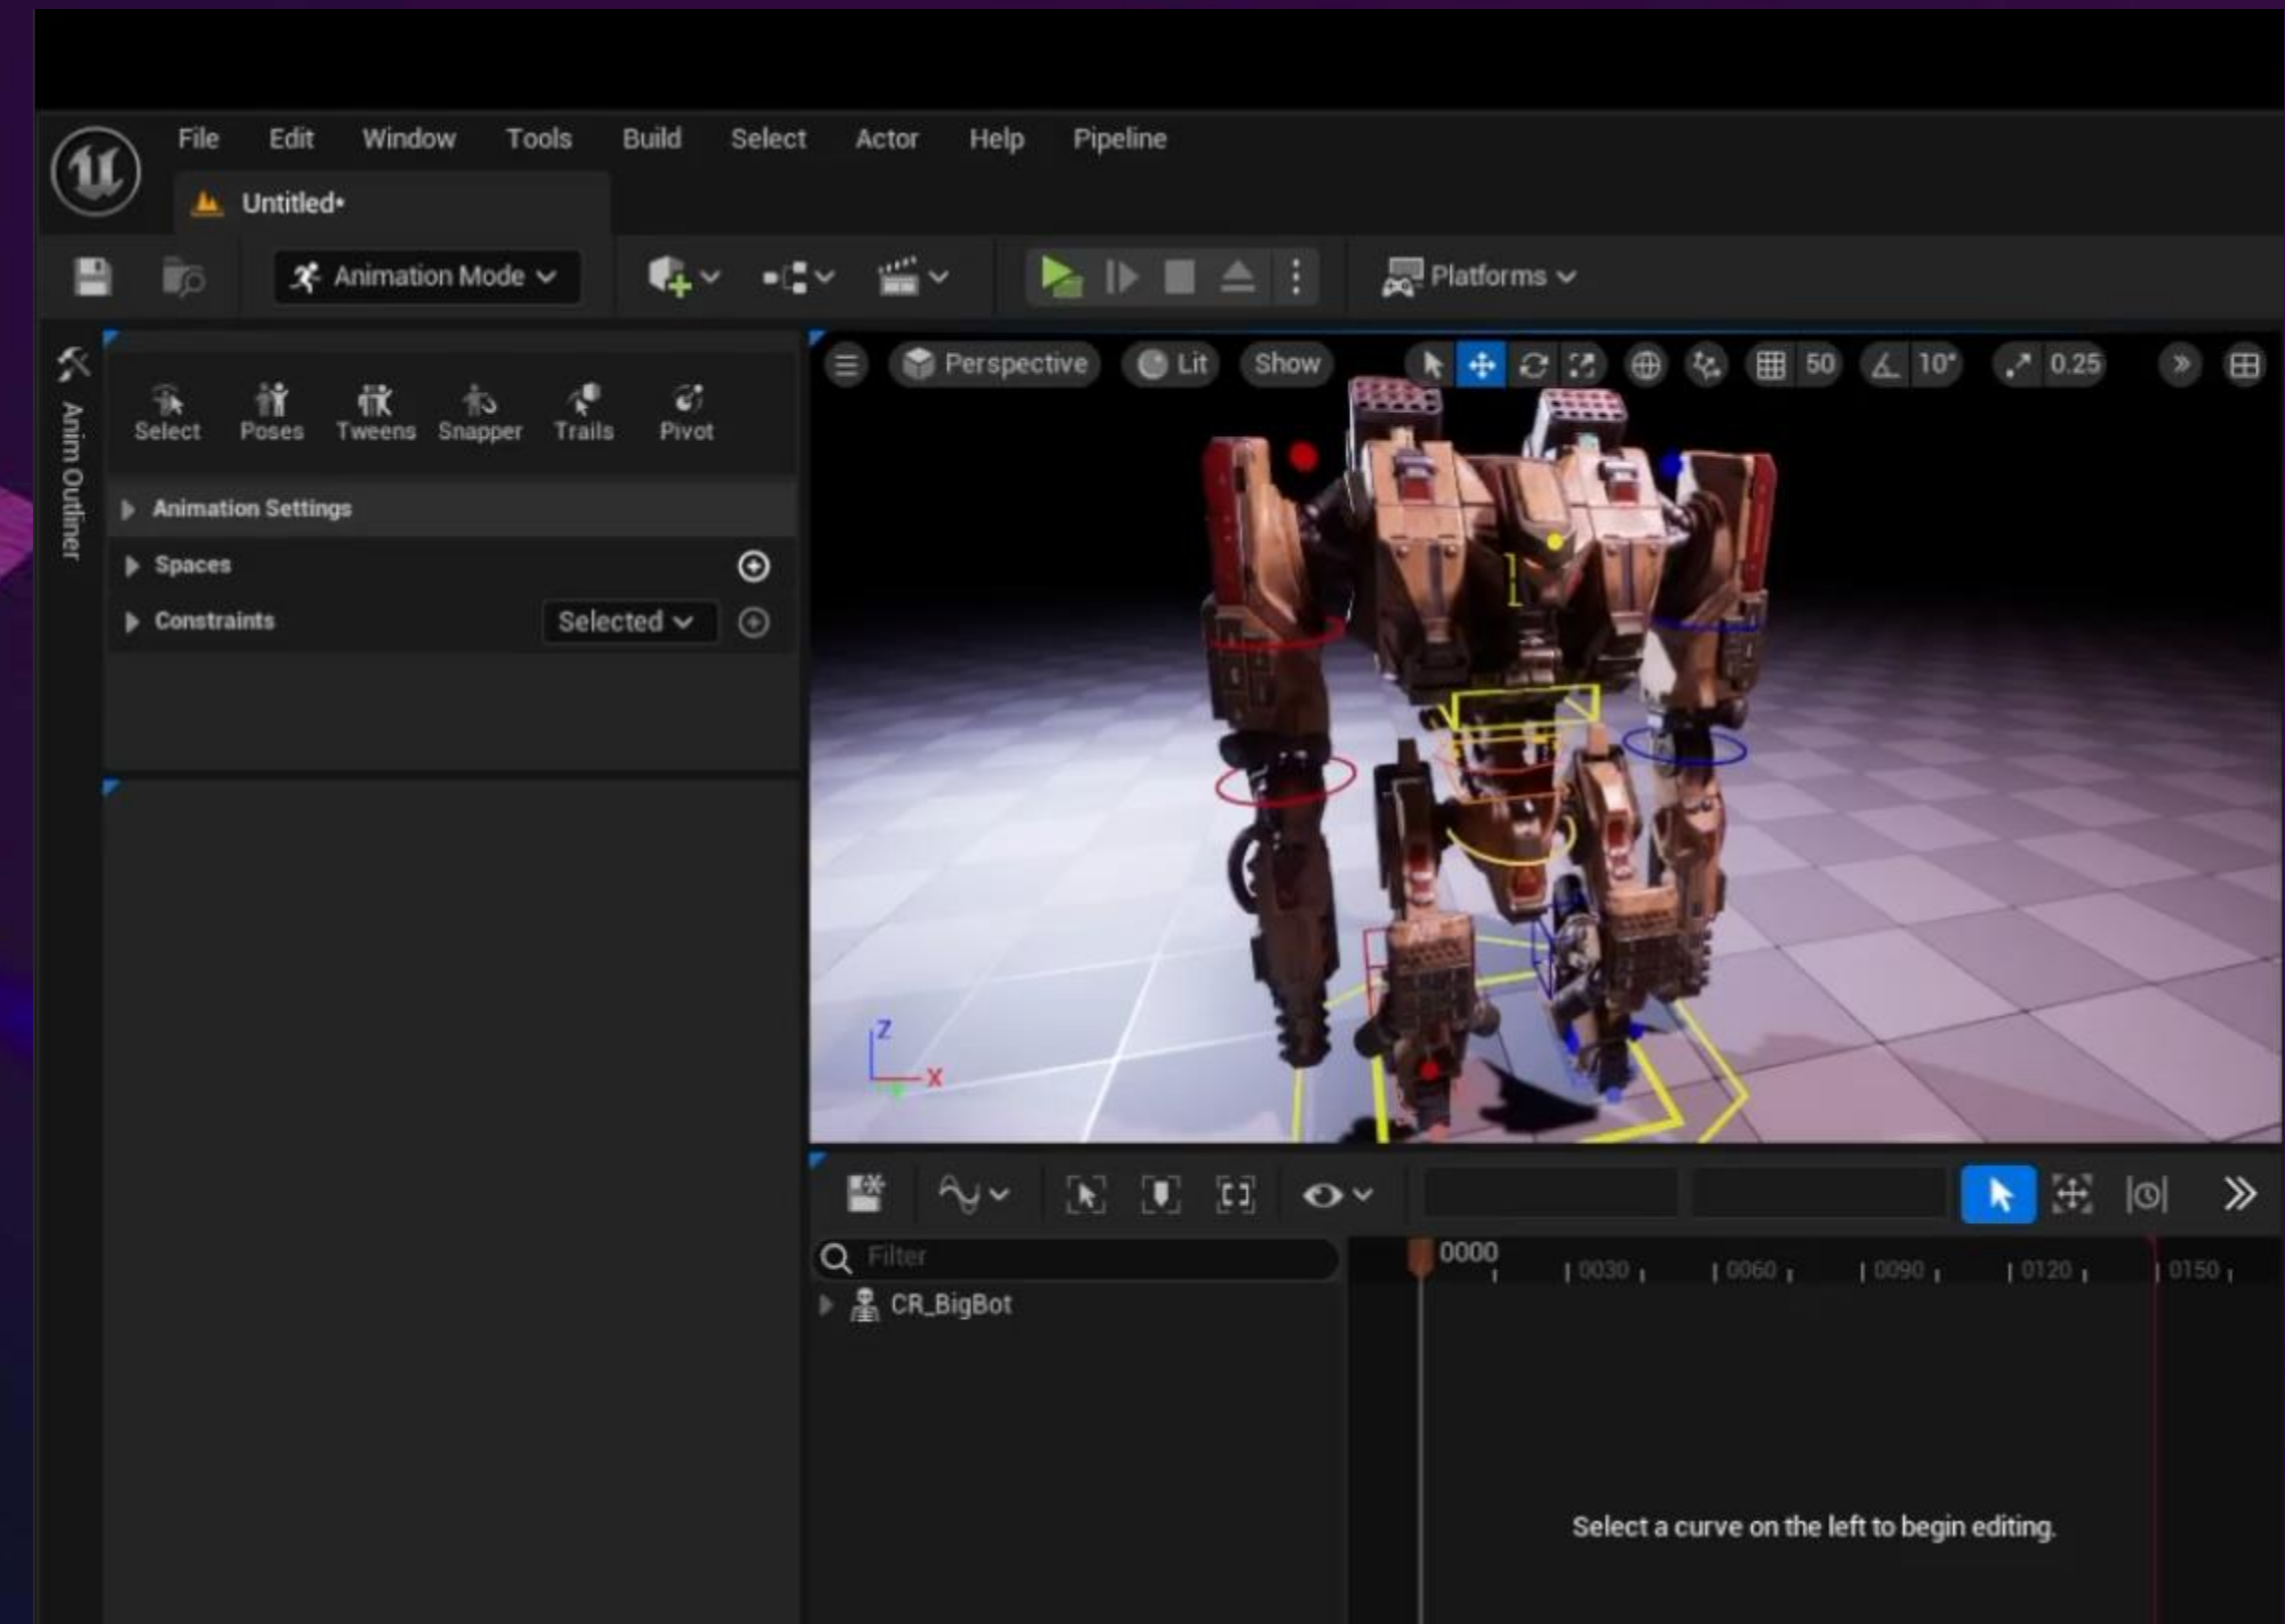 File Edit Window Tools Build Select Actor Help Pipeline
Untitled•
Animation Mode
Platforms
Anim Outliner
Select Poses Tweens Snapper Trails Pivot
Animation Settings
Spaces
Constraints Selected
Perspective Lit Show 50 10° 0.25
Z
X
Filter
0000 0030 0060 0090 0120 0150
CR_BigBot
Select a curve on the left to begin editing.